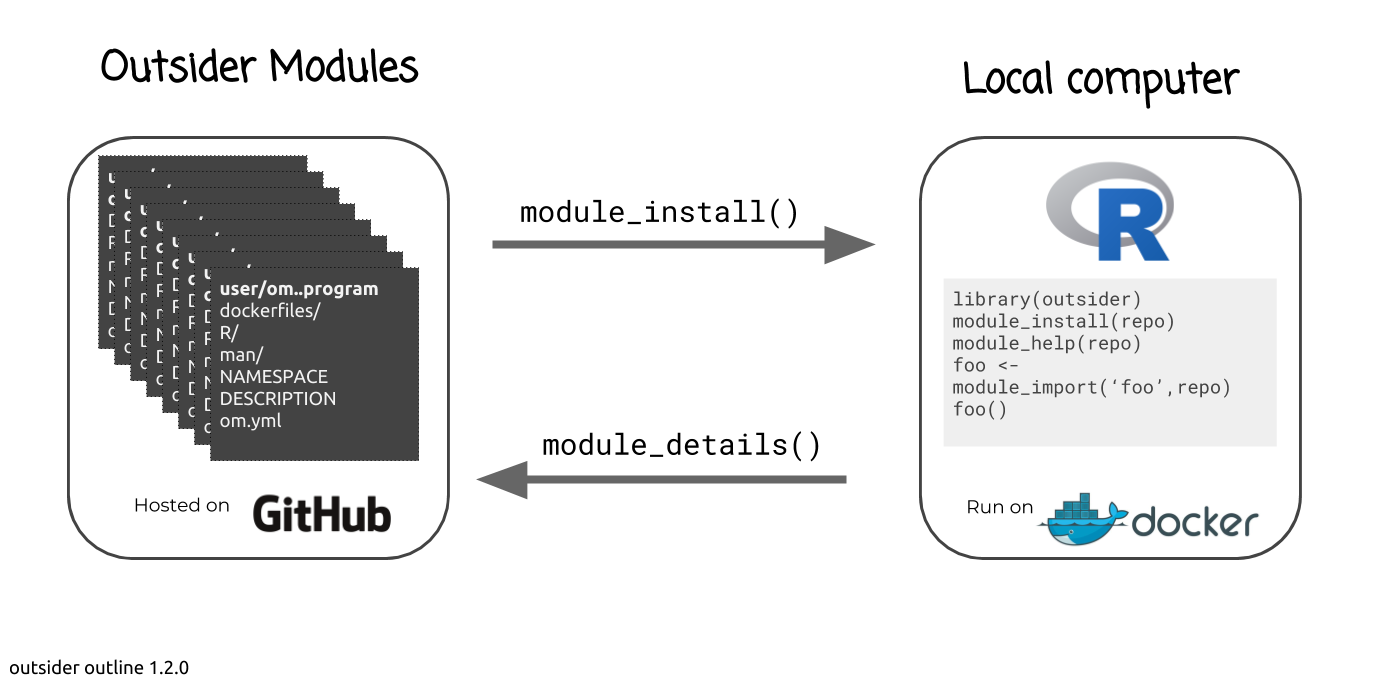 Outsider Modules
Local computer
user/om..program
dockerfiles/
R/
man/
NAMESPACE
DESCRIPTION
om.yml
Hosted on GitHub
module_install()
module_details()
R
library(outsider)
module_install(repo)
module_help(repo)
foo <-
module_import(‘foo’,repo)
foo()
Run on docker
outsider outline 1.2.0